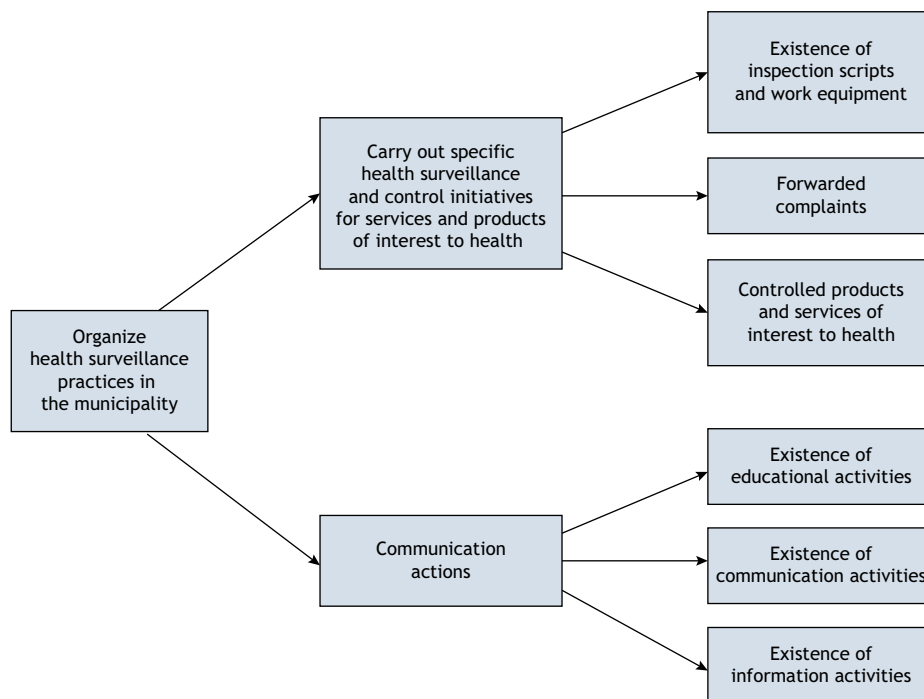 Existence of
inspection scripts
and work equipment
Carry out specific
health surveillance
and control initiatives
for services and products
of interest to health
Forwarded
complaints
Controlled products
and services of
interest to health
Organize
health surveillance
practices in
the municipality
Existence of
educational activities
Communication
actions
Existence of
communication activities
Existence of
information activities